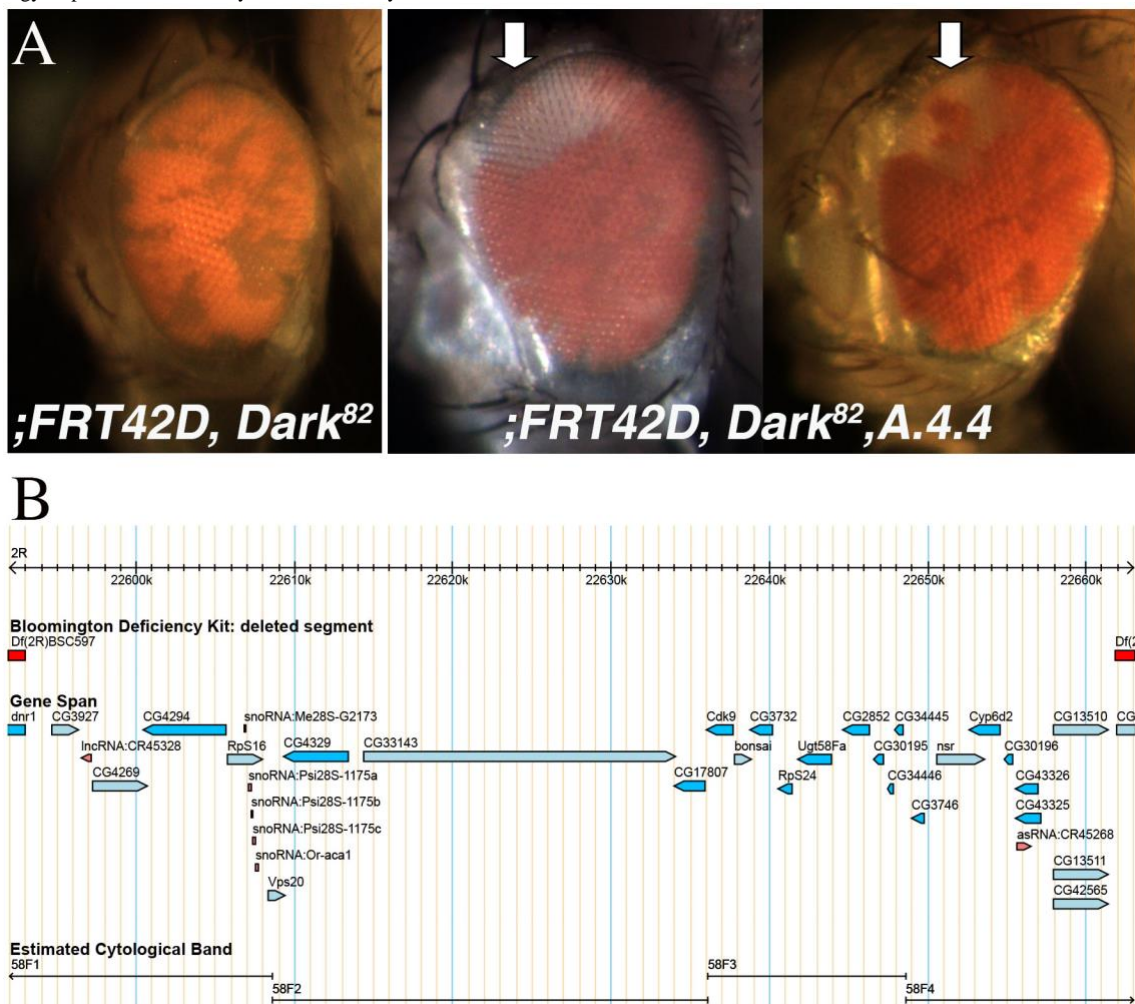 A
;FRT42D, Dark82
;FRT42D, Dark82,A.4.4
B
2R
22600k 22610k 22620k 22630k 22640k 22650k 22660k
Bloomington Deficiency Kit: deleted segment
Df(2R)BSC597 Df(2
Gene Span
dnr1 CG3927 CG4294 snoRNA:Me28S-G2173 Cdk9 CG3732 CG2852 CG34445 Cyp6d2 CG13510 CG
lncRNA:CR45328 RpS16 CG4329 CG33143 bonsai Ugt58Fa CG30195 nsr CG30196
CG4269 snoRNA:Psi28S-1175a CG17807 RpS24 CG34446 CG43326
snoRNA:Psi28S-1175b CG3746 CG43325
snoRNA:Psi28S-1175c asRNA:CR45268
snoRNA:Or-aca1 CG13511
Vps20 CG42565
Estimated Cytological Band
58F1 58F3
58F2 58F4